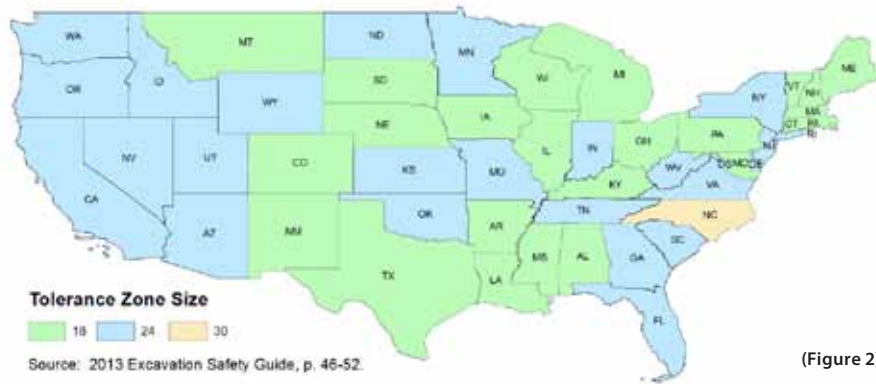 WA
MT
ND
MN
OR
ID
WY
SD
WI
MI
NY
VT
NH
ME
MA
CT
RI
NV
UT
CO
NE
IA
IL
IN
OH
PA
NJ
CA
KS
MO
KY
WV
VA
MD
DE
NM
OK
AR
TN
NC
SC
TX
LA
MS
AL
GA
FL
Tolerance Zone Size
18 24 30
Source: 2013 Excavation Safety Guide, p. 46-52.
(Figure 2)